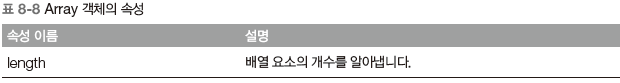 표 8-8 Array 객체의 속성
속성 이름 설명
length 배열 요소의 개수를 알아냅니다.